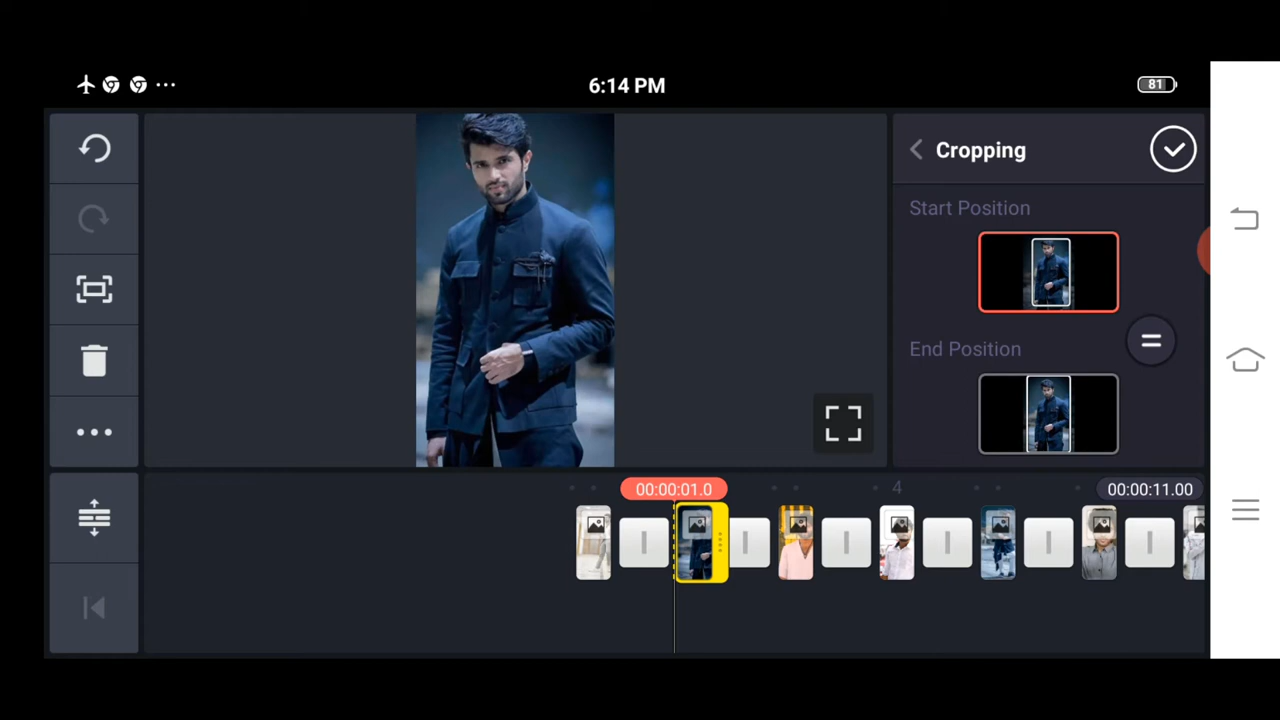 6:14 PM
81
Cropping
Start Position
End Position
00:00:01.0
4
00:00:11.00